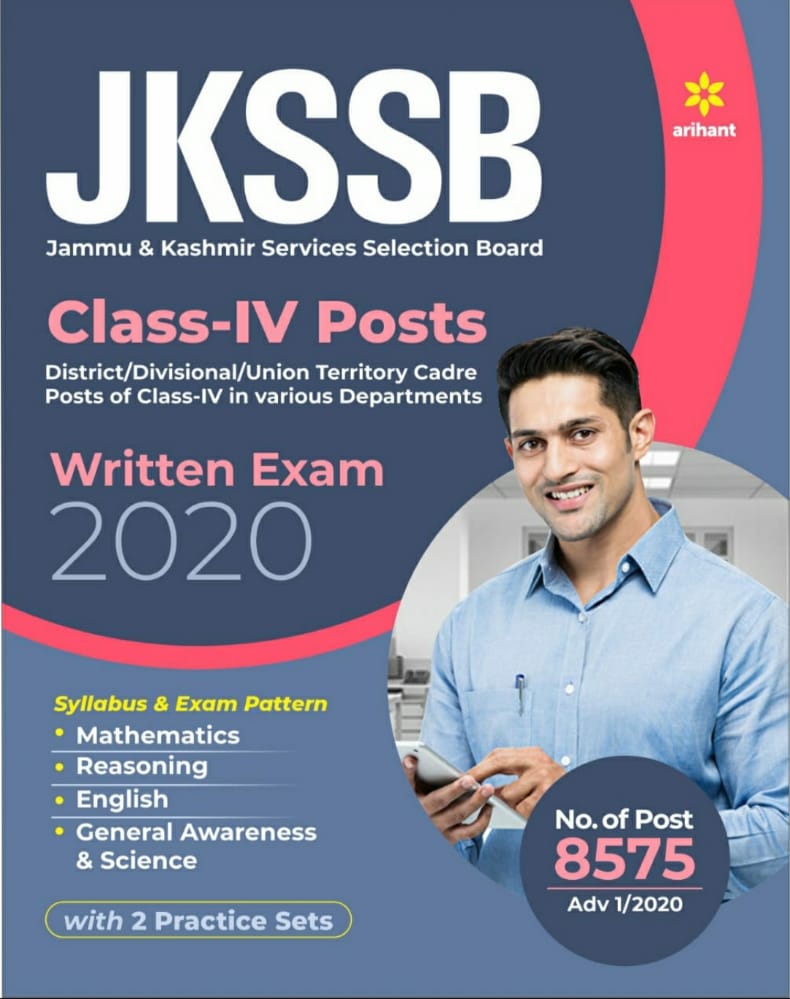 JKSSB
arihant
Jammu & Kashmir Services Selection Board
Class-IV Posts
District/Divisional/Union Territory Cadre
Posts of Class-IV in various Departments
Written Exam
2020
Syllabus & Exam Pattern
• Mathematics
• Reasoning
• English
• General Awareness
& Science
with 2 Practice Sets
No. of Post
8575
Adv 1/2020